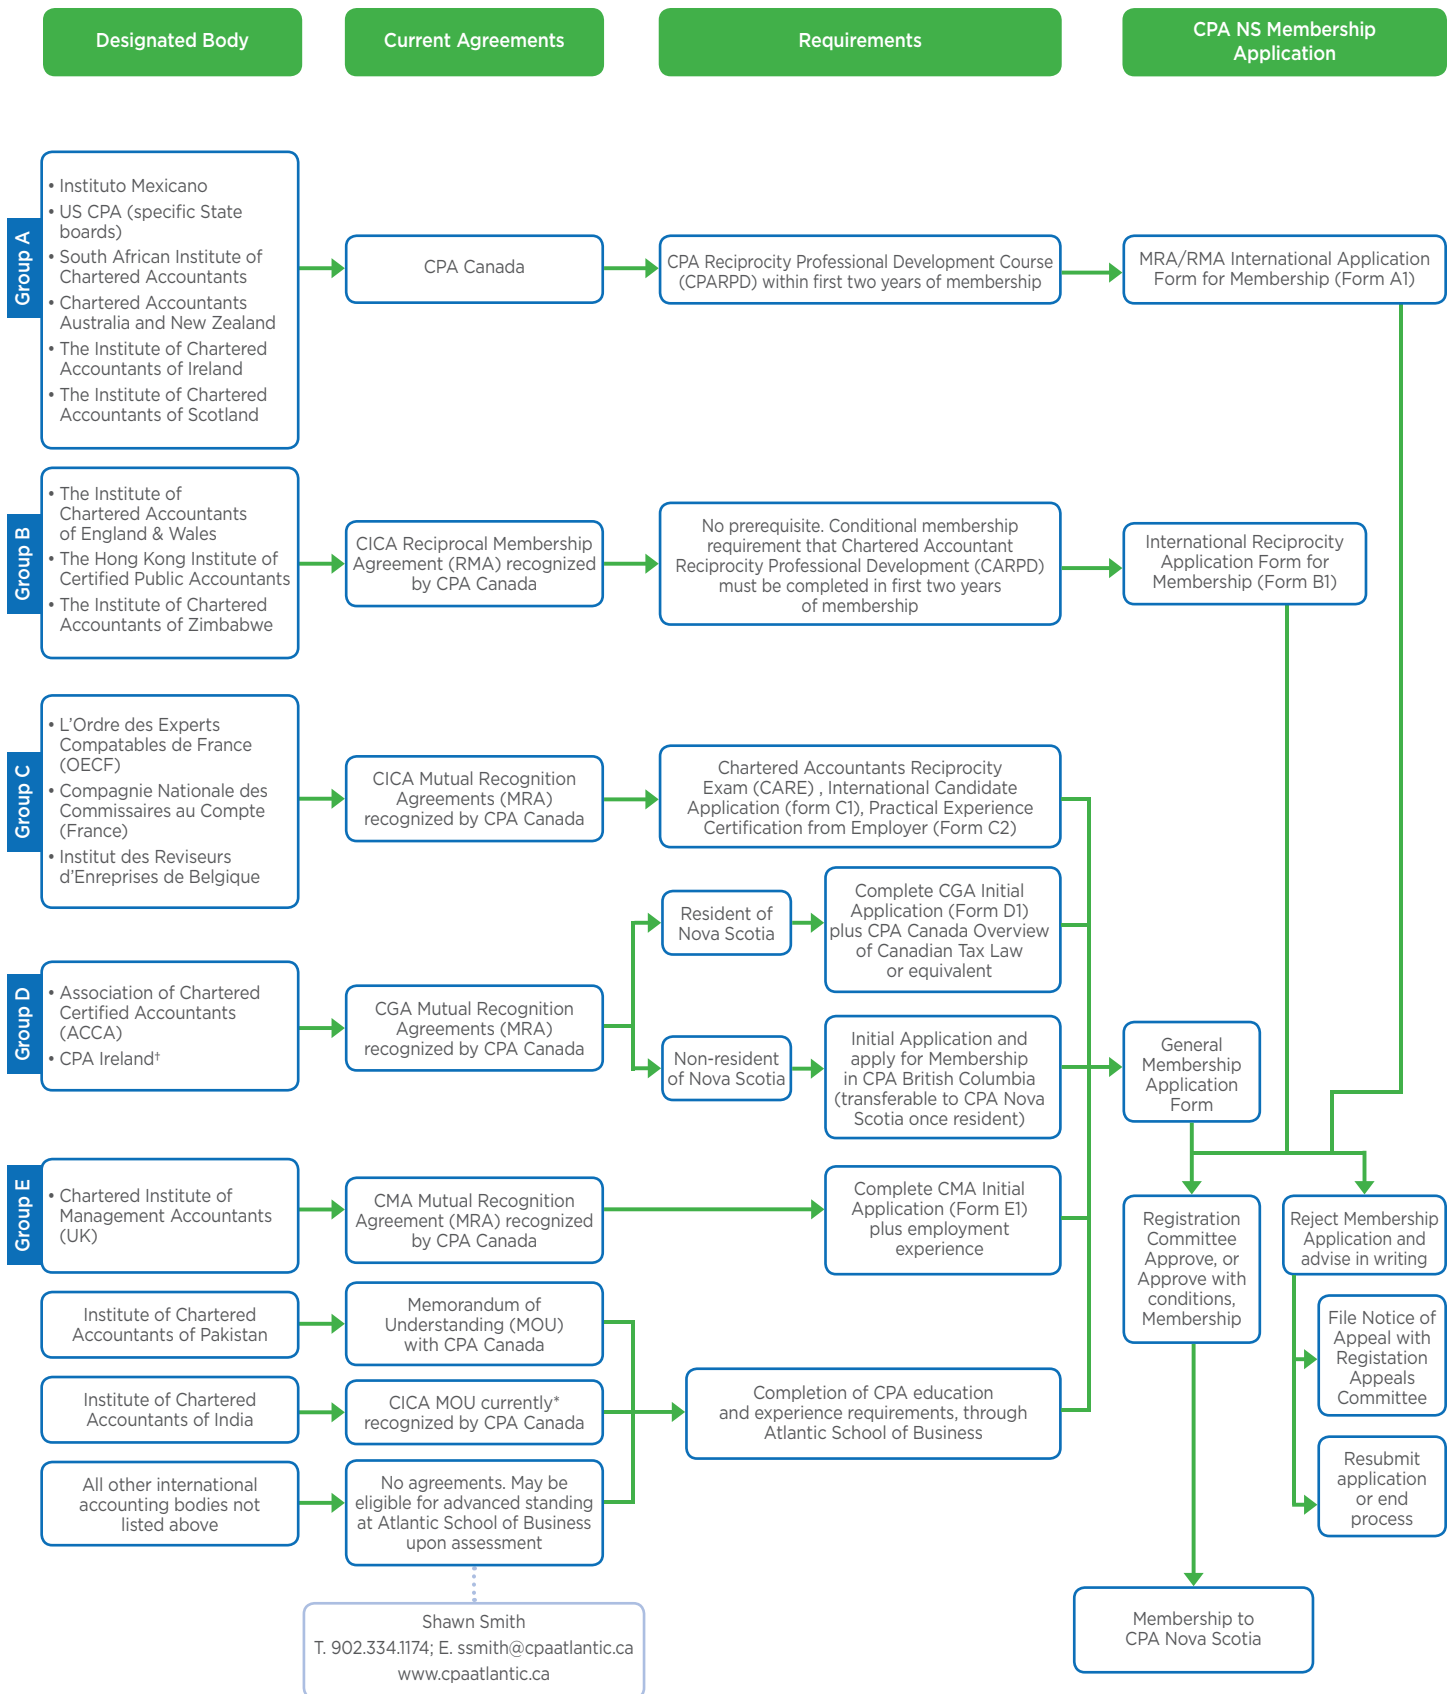 Designated Body
Current Agreements
Requirements
CPA NS Membership
Application
Group A
• Instituto Mexicano
• US CPA (specific State
boards)
• South African Institute of
Chartered Accountants
• Chartered Accountants
Australia and New Zealand
• The Institute of Chartered
Accountants of Ireland
• The Institute of Chartered
Accountants of Scotland
CPA Canada
CPA Reciprocity Professional Development Course
(CPARPD) within first two years of membership
MRA/RMA International Application
Form for Membership (Form A1)
Group B
• The Institute of
Chartered Accountants
of England & Wales
• The Hong Kong Institute of
Certified Public Accountants
• The Institute of Chartered
Accountants of Zimbabwe
CICA Reciprocal Membership
Agreement (RMA) recognized
by CPA Canada
No prerequisite. Conditional membership
requirement that Chartered Accountant
Reciprocity Professional Development (CARPD)
must be completed in first two years
of membership
International Reciprocity
Application Form for
Membership (Form B1)
Group C
• L’Ordre des Experts
Compatables de France
(OECF)
• Compagnie Nationale des
Commissaires au Compte
(France)
• Institut des Reviseurs
d’Enreprises de Belgique
CICA Mutual Recognition
Agreements (MRA)
recognized by CPA Canada
Chartered Accountants Reciprocity
Exam (CARE) , International Candidate
Application (form C1), Practical Experience
Certification from Employer (Form C2)
Group D
• Association of Chartered
Certified Accountants
(ACCA)
• CPA Ireland†
CGA Mutual Recognition
Agreements (MRA)
recognized by CPA Canada
Resident of
Nova Scotia
Complete CGA Initial
Application (Form D1)
plus CPA Canada Overview
of Canadian Tax Law
or equivalent
Non-resident
of Nova Scotia
Initial Application and
apply for Membership
in CPA British Columbia
(transferable to CPA Nova
Scotia once resident)
General
Membership
Application
Form
Group E
• Chartered Institute of
Management Accountants
(UK)
CMA Mutual Recognition
Agreement (MRA) recognized
by CPA Canada
Complete CMA Initial
Application (Form E1)
plus employment
experience
Registration
Committee
Approve, or
Approve with
conditions,
Membership
Reject Membership
Application and
advise in writing
Institute of Chartered
Accountants of Pakistan
Memorandum of
Understanding (MOU)
with CPA Canada
File Notice of
Appeal with
Registation
Appeals
Committee
Institute of Chartered
Accountants of India
CICA MOU currently*
recognized by CPA Canada
Completion of CPA education
and experience requirements, through
Atlantic School of Business
All other international
accounting bodies not
listed above
No agreements. May be
eligible for advanced standing
at Atlantic School of Business
upon assessment
Resubmit
application
or end
process
Shawn Smith
T. 902.334.1174; E. ssmith@cpaatlantic.ca
www.cpaatlantic.ca
Membership to
CPA Nova Scotia